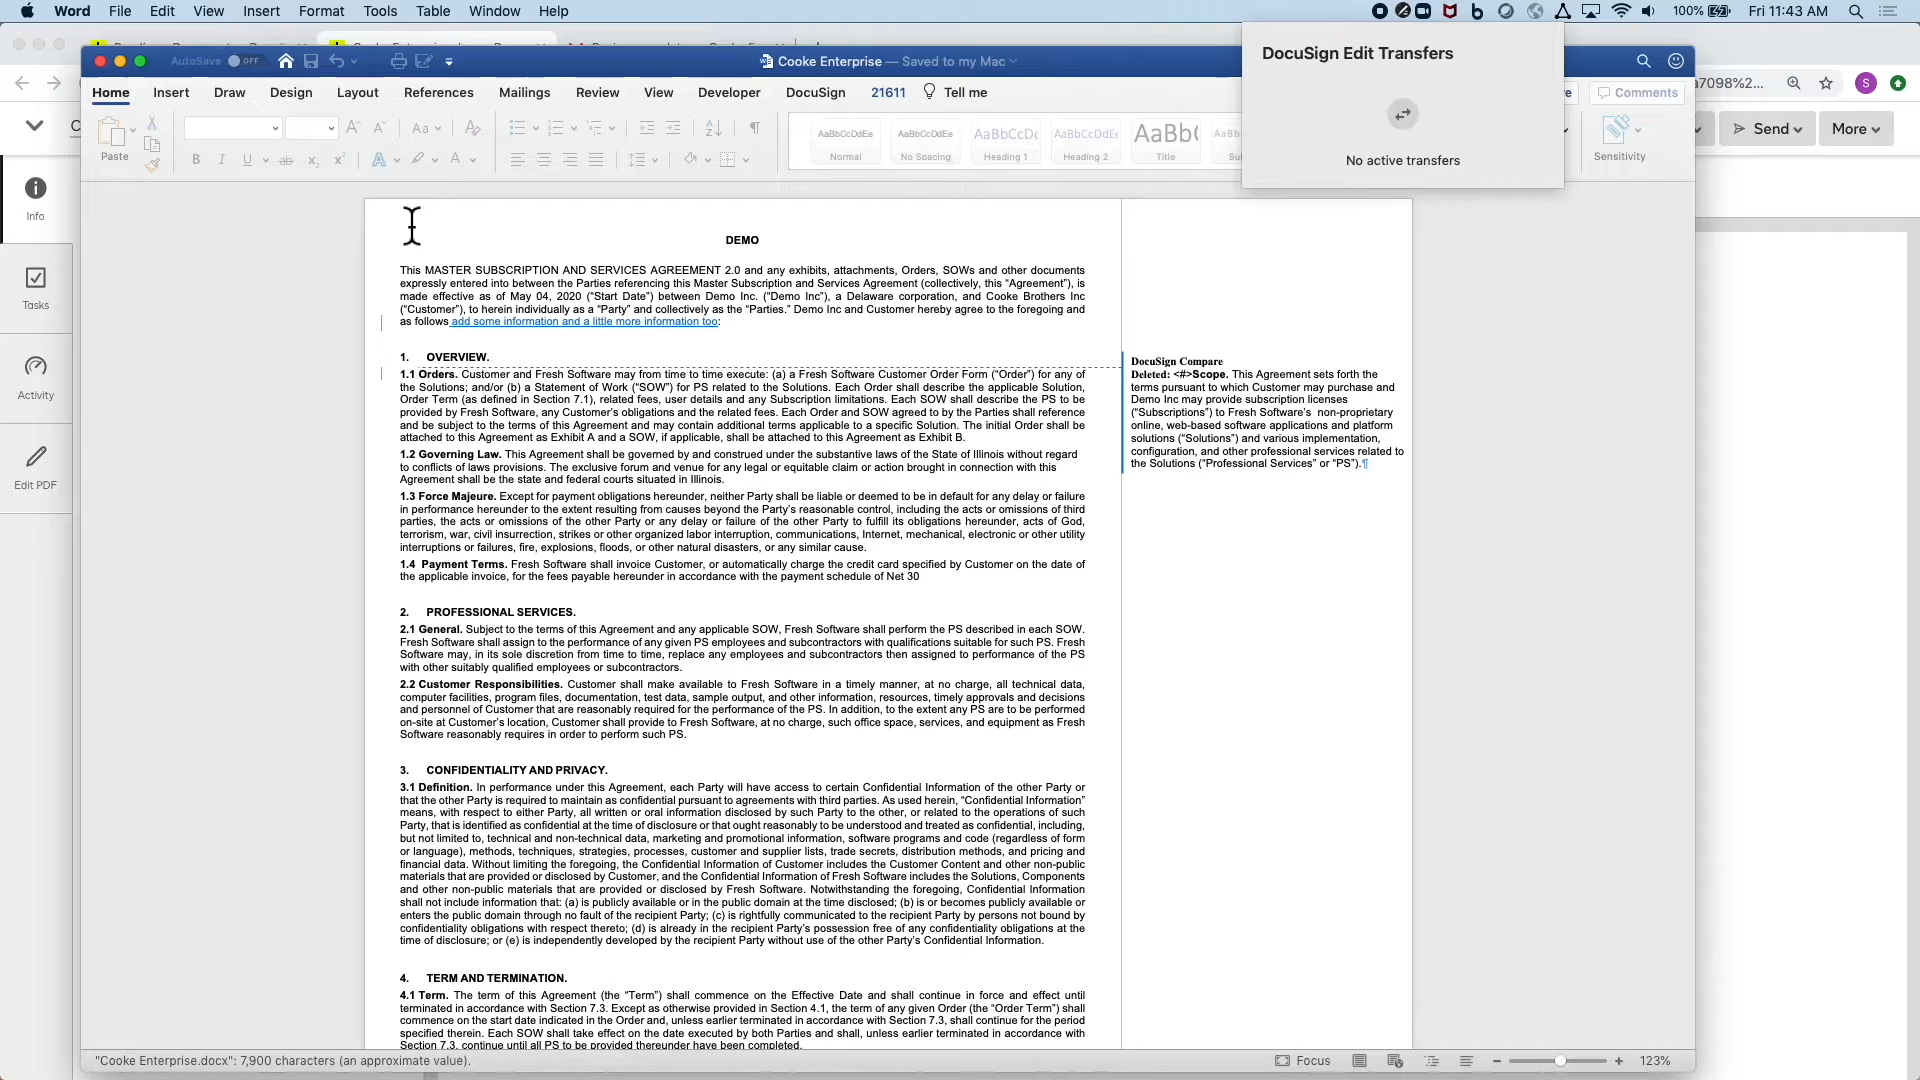 Word File Edit View Insert Format Tools Table Window Help
100% Fri 11:43 AM
DocuSign Edit Transfers
No active transfers
AutoSave OFF
Cooke Enterprise — Saved to my Mac
a7098%2...
S
Home Insert Draw Design Layout References Mailings Review View Developer DocuSign 21611 Tell me
Comments
Send
More
Paste
AaBbCcDdEe Normal
AaBbCcDdEe No Spacing
AaBbCcDc Heading 1
AaBbCcDdEe Heading 2
AaBb( Title
Sensitivity
Info
Tasks
Activity
Edit PDF
DEMO
This MASTER SUBSCRIPTION AND SERVICES AGREEMENT 2.0 and any exhibits, attachments, Orders, SOWs and other documents
expressly entered into between the Parties referencing this Master Subscription and Services Agreement (collectively, this “Agreement”), is
made effective as of May 04, 2020 (“Start Date”) between Demo Inc. (“Demo Inc”), a Delaware corporation, and Cooke Brothers Inc
(“Customer”), to herein individually as a “Party” and collectively as the “Parties.” Demo Inc and Customer hereby agree to the foregoing and
as follows add some information and a little more information too:
1. OVERVIEW.
1.1 Orders. Customer and Fresh Software may from time to time execute: (a) a Fresh Software Customer Order Form (“Order”) for any of
the Solutions; and/or (b) a Statement of Work (“SOW”) for PS related to the Solutions. Each Order shall describe the applicable Solution,
Order Term (as defined in Section 7.1), related fees, user details and any Subscription limitations. Each SOW shall describe the PS to be
provided by Fresh Software, any Customer’s obligations and the related fees. Each Order and SOW agreed to by the Parties shall reference
and be subject to the terms of this Agreement and may contain additional terms applicable to a specific Solution. The initial Order shall be
attached to this Agreement as Exhibit A and a SOW, if applicable, shall be attached to this Agreement as Exhibit B.
1.2 Governing Law. This Agreement shall be governed by and construed under the substantive laws of the State of Illinois without regard
to conflicts of laws provisions. The exclusive forum and venue for any legal or equitable claim or action brought in connection with this
Agreement shall be the state and federal courts situated in Illinois.
1.3 Force Majeure. Except for payment obligations hereunder, neither Party shall be liable or deemed to be in default for any delay or failure
in performance hereunder to the extent resulting from causes beyond the Party’s reasonable control, including the acts or omissions of third
parties, the acts or omissions of the other Party or any delay or failure of the other Party to fulfill its obligations hereunder, acts of God,
terrorism, war, civil insurrection, strikes or other organized labor interruption, communications, Internet, mechanical, electronic or other utility
interruptions or failures, fire, explosions, floods, or other natural disasters, or any similar cause.
1.4 Payment Terms. Fresh Software shall invoice Customer, or automatically charge the credit card specified by Customer on the date of
the applicable invoice, for the fees payable hereunder in accordance with the payment schedule of Net 30
2. PROFESSIONAL SERVICES.
2.1 General. Subject to the terms of this Agreement and any applicable SOW, Fresh Software shall perform the PS described in each SOW.
Fresh Software shall assign to the performance of any given PS employees and subcontractors with qualifications suitable for such PS. Fresh
Software may, in its sole discretion from time to time, replace any employees and subcontractors then assigned to performance of the PS
with other suitably qualified employees or subcontractors.
2.2 Customer Responsibilities. Customer shall make available to Fresh Software in a timely manner, at no charge, all technical data,
computer facilities, program files, documentation, test data, sample output, and other information, resources, timely approvals and decisions
and personnel of Customer that are reasonably required for the performance of the PS. In addition, to the extent any PS are to be performed
on-site at Customer’s location, Customer shall provide to Fresh Software, at no charge, such office space, services, and equipment as Fresh
Software reasonably requires in order to perform such PS.
3. CONFIDENTIALITY AND PRIVACY.
3.1 Definition. In performance under this Agreement, each Party will have access to certain Confidential Information of the other Party or
that the other Party is required to maintain as confidential pursuant to agreements with third parties. As used herein, “Confidential Information”
means, with respect to either Party, all written or oral information disclosed by such Party to the other, or related to the operations of such
Party, that is identified as confidential at the time of disclosure or that ought reasonably to be understood and treated as confidential, including,
but not limited to, technical and non-technical data, marketing and promotional information, software programs and code (regardless of form
or language), methods, techniques, strategies, processes, customer and supplier lists, trade secrets, distribution methods, and pricing and
financial data. Without limiting the foregoing, the Confidential Information of Customer includes the Customer Content and other non-public
materials that are provided or disclosed by Customer, and the Confidential Information of Fresh Software includes the Solutions, Components
and other non-public materials that are provided or disclosed by Fresh Software. Notwithstanding the foregoing, Confidential Information
shall not include information that: (a) is publicly available or in the public domain at the time disclosed; (b) is or becomes publicly available or
enters the public domain through no fault of the recipient Party; (c) is rightfully communicated to the recipient Party by persons not bound by
confidentiality obligations with respect thereto; (d) is already in the recipient Party’s possession free of any confidentiality obligations at the
time of disclosure; or (e) is independently developed by the recipient Party without use of the other Party’s Confidential Information.
4. TERM AND TERMINATION.
4.1 Term. The term of this Agreement (the “Term”) shall commence on the Effective Date and shall continue in force and effect until
terminated in accordance with Section 7.3. Except as otherwise provided in Section 4.1, the term of any given Order (the “Order Term”) shall
commence on the start date indicated in the Order and, unless earlier terminated in accordance with Section 7.3, shall continue for the period
specified therein. Each SOW shall take effect on the date executed by both Parties and shall, unless earlier terminated in accordance with
Section 7.3, continue until all PS to be provided thereunder have been completed.
DocuSign Compare
Deleted: <#>Scope. This Agreement sets forth the
terms pursuant to which Customer may purchase and
Demo Inc may provide subscription licenses
(“Subscriptions”) to Fresh Software’s non-proprietary
online, web-based software applications and platform
solutions (“Solutions”) and various implementation,
configuration, and other professional services related to
the Solutions (“Professional Services” or “PS”).¶
"Cooke Enterprise.docx": 7,900 characters (an approximate value).
Focus
123%